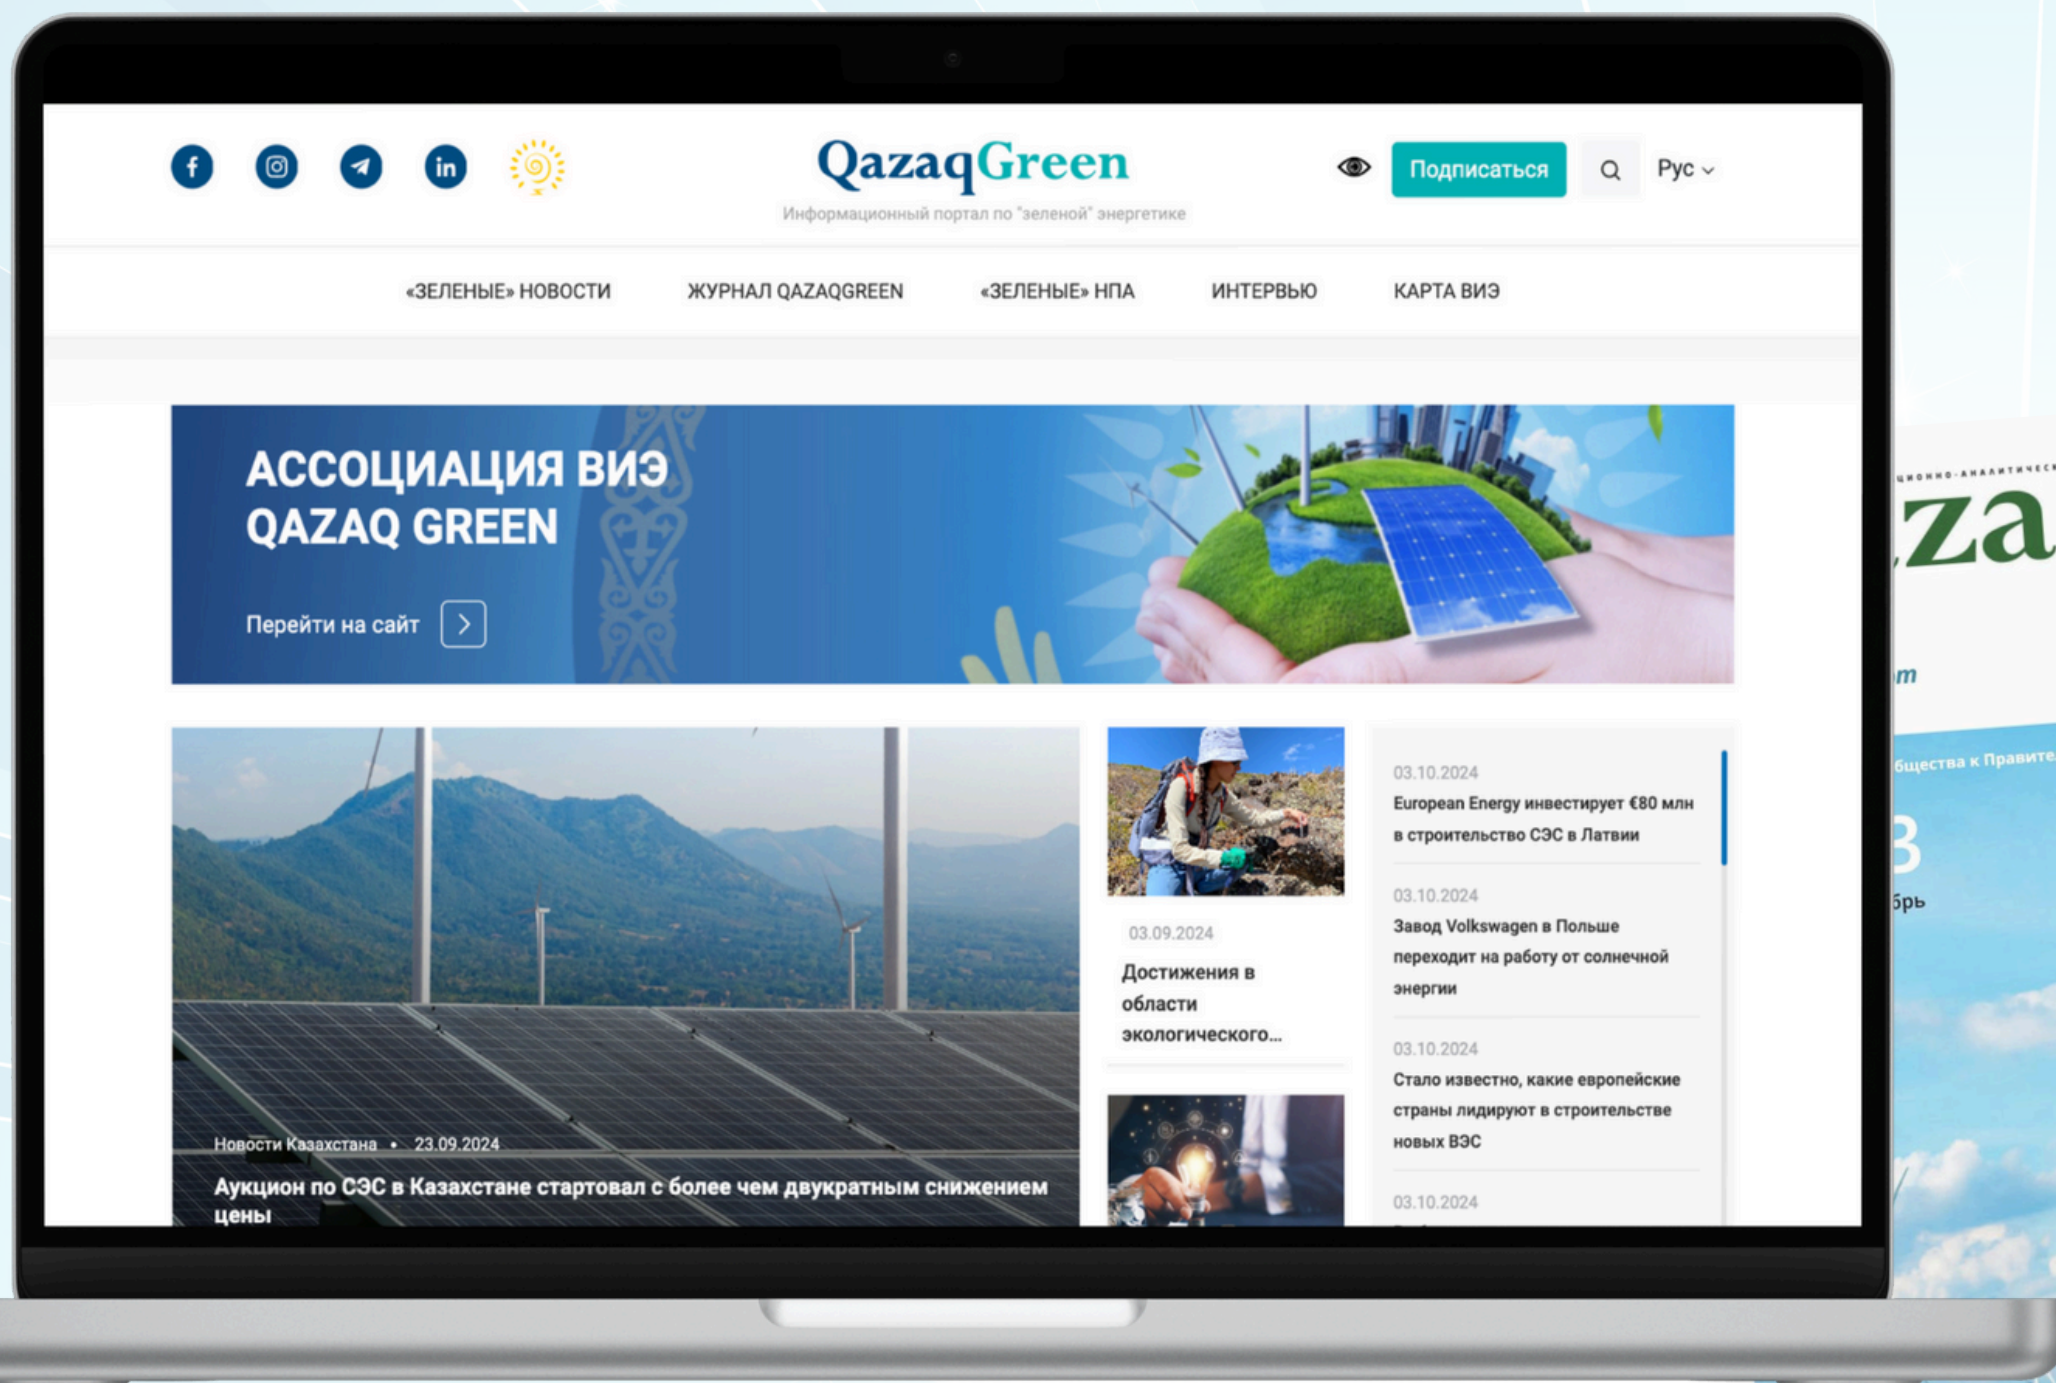 QazaqGreen
Информационный портал по "зеленой" энергетике
Подписаться
Рус
«ЗЕЛЕНЫЕ» НОВОСТИ
ЖУРНАЛ QAZAQGREEN
«ЗЕЛЕНЫЕ» НПА
ИНТЕРВЬЮ
КАРТА ВИЭ
АССОЦИАЦИЯ ВИЭ
QAZAQ GREEN
Перейти на сайт
Новости Казахстана • 23.09.2024
Аукцион по СЭС в Казахстане стартовал с более чем двукратным снижением
цены
03.09.2024
Достижения в
области
экологического...
03.10.2024
European Energy инвестирует €80 млн
в строительство СЭС в Латвии
03.10.2024
Завод Volkswagen в Польше
переходит на работу от солнечной
энергии
03.10.2024
Стало известно, какие европейские
страны лидируют в строительстве
новых ВЭС
03.10.2024
za
бщества к Правите
3
брь